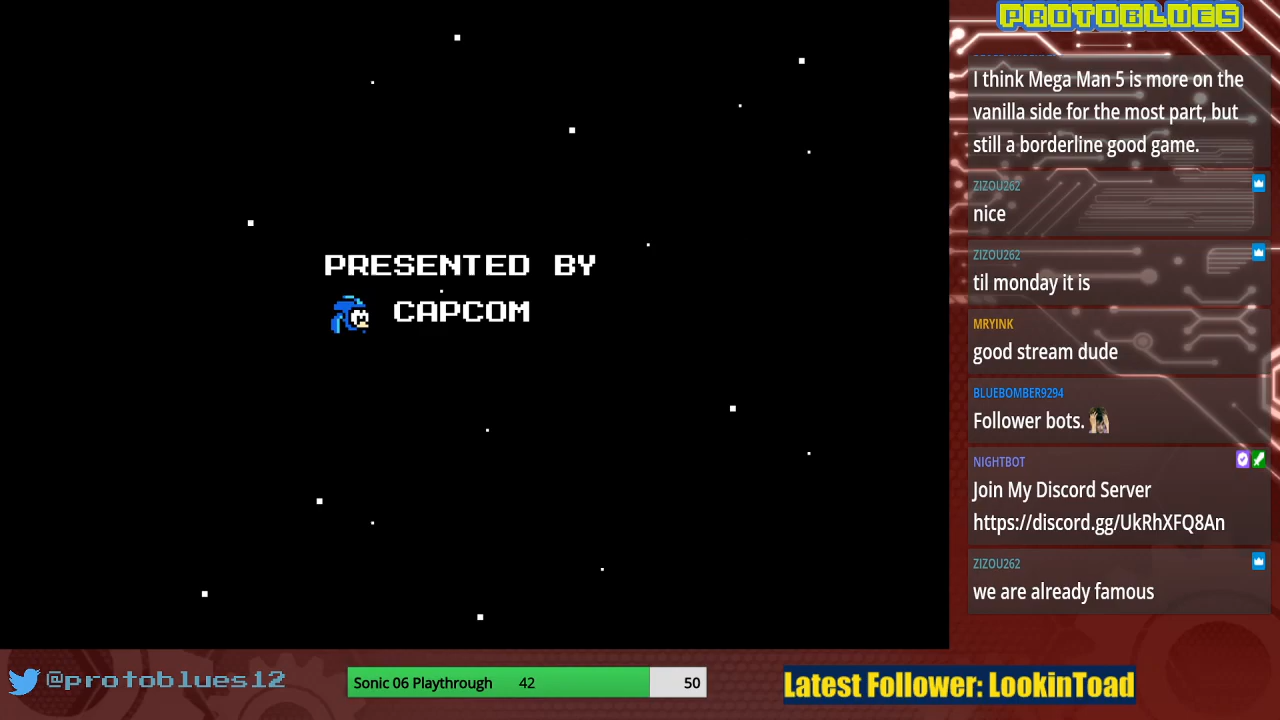 PROTOBLUES
I think Mega Man 5 is more on the
vanilla side for the most part, but
still a borderline good game.
ZIZOU262
nice
ZIZOU262
til monday it is
MRYINK
good stream dude
BLUEBOMBER9294
Follower bots.
NIGHTBOT
Join My Discord Server
https://discord.gg/UkRhXFQ8An
ZIZOU262
we are already famous
PRESENTED BY
CAPCOM
@protoblues12
Sonic 06 Playthrough 42 50
Latest Follower: LookinToad